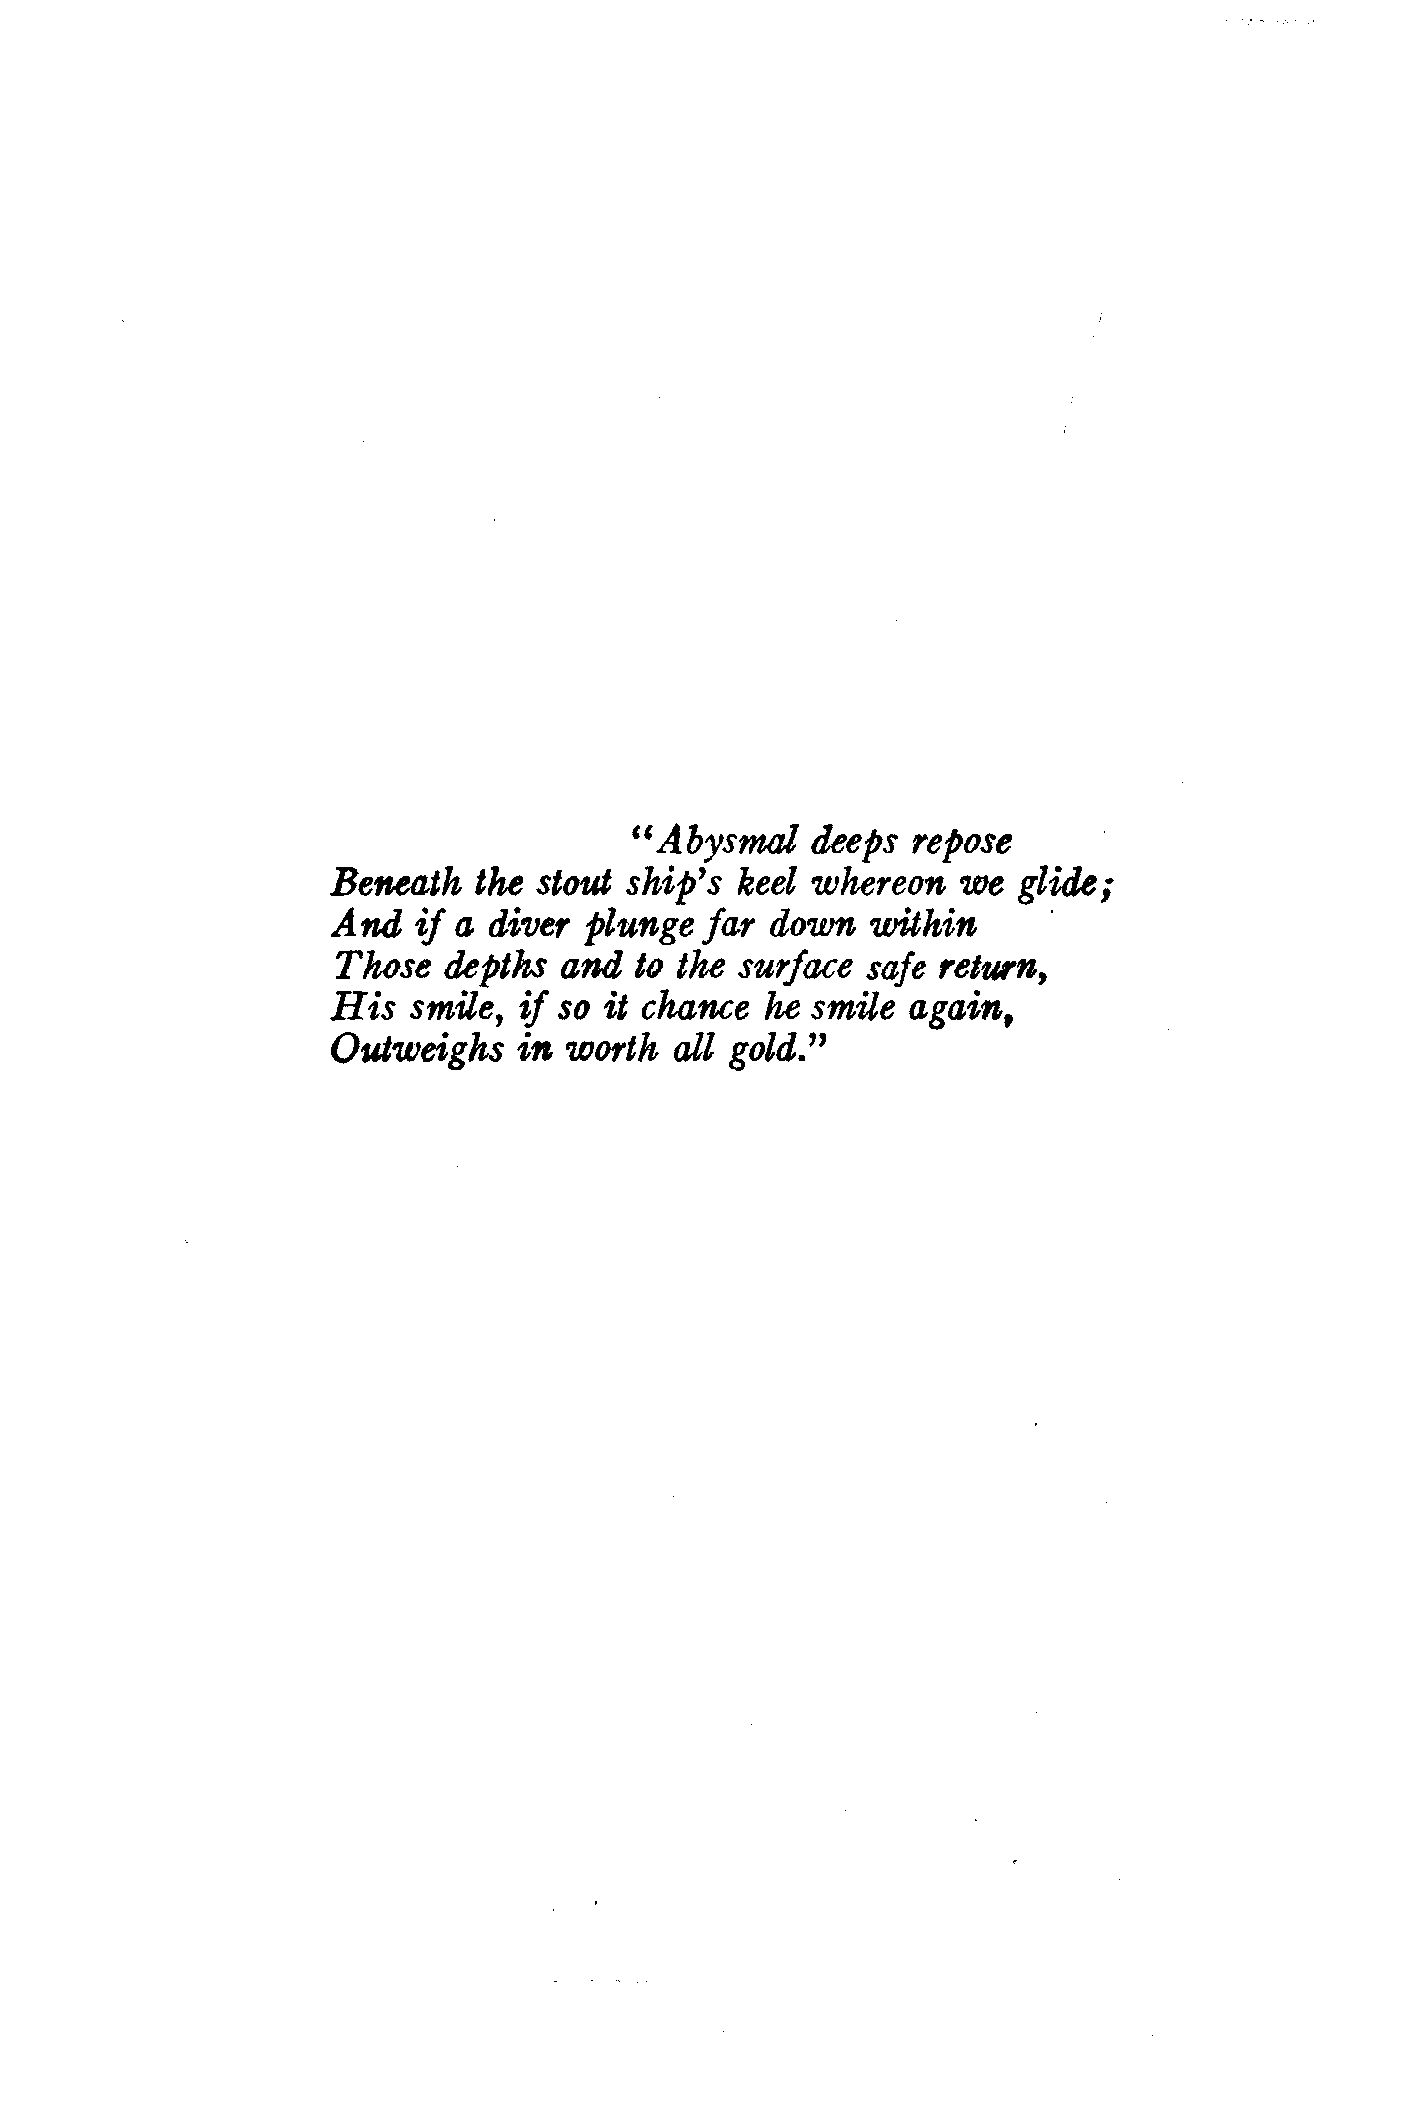 “Abysmal deeps repose
Beneath the stout ship’s keel whereon we glide;
And if a diver plunge far down within
Those depths and to the surface safe return,
His smile, if so it chance he smile again,
Outweighs in worth all gold.”